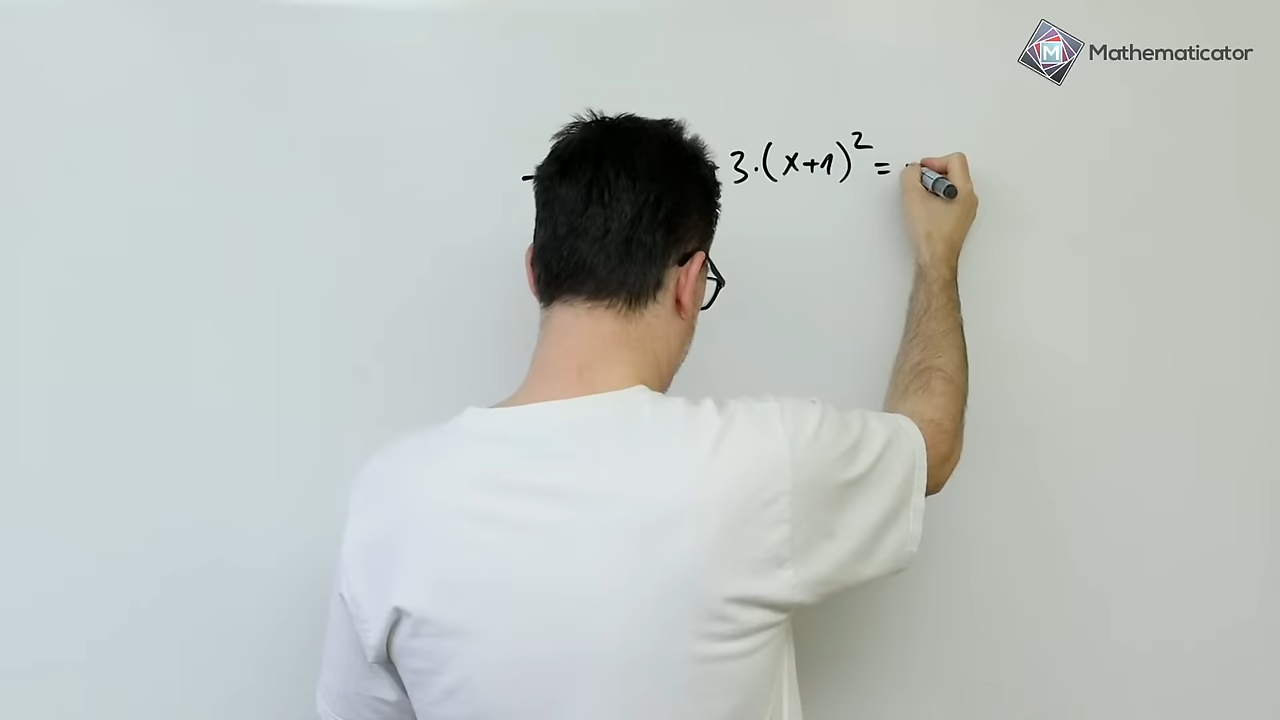 Mathematicator
3·(x+1)² =